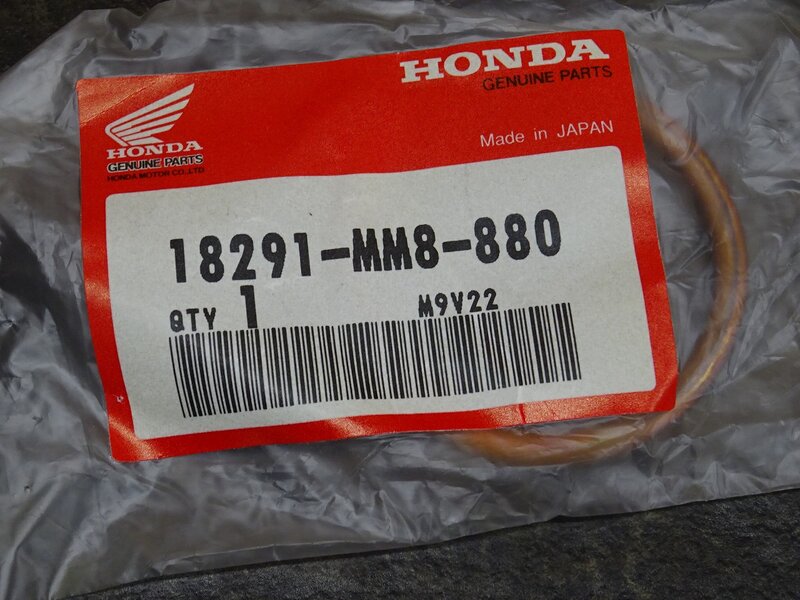 HONDA
GENUINE PARTS
Made in JAPAN
HONDA
GENUINE PARTS
HONDA MOTOR CO.,LTD
18291-MM8-880
QTY 1 M9V22